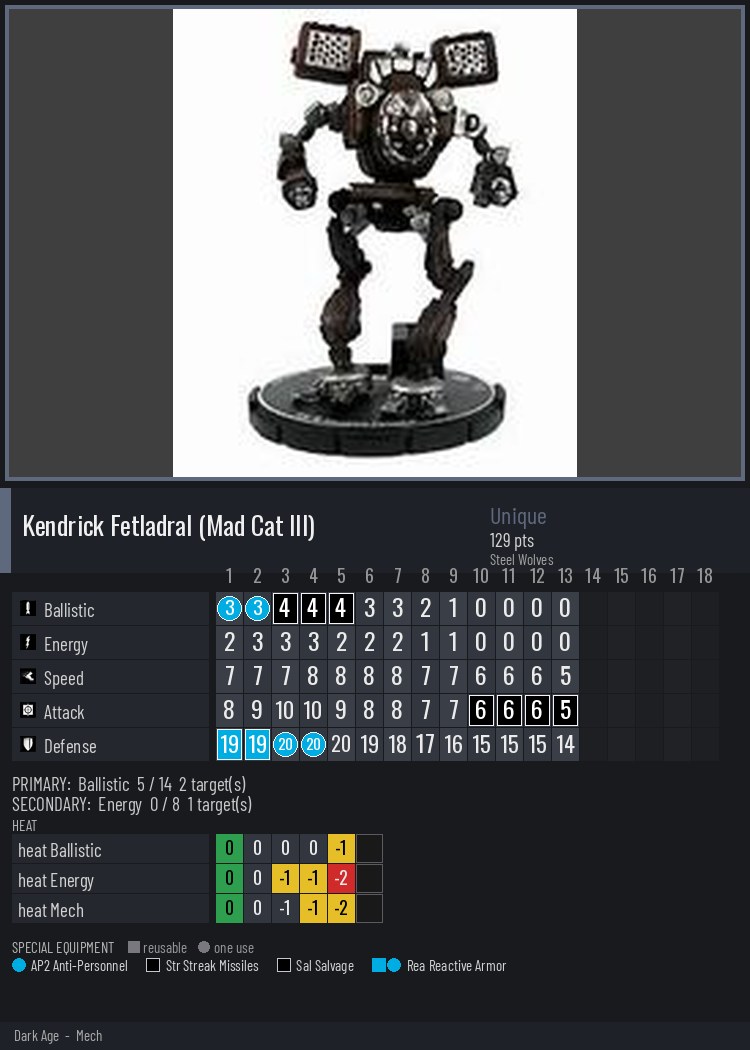 D
Kendrick Fetladral (Mad Cat III)
Unique
129 pts
Steel Wolves
1 2 3 4 5 6 7 8 9 10 11 12 13 14 15 16 17 18
Ballistic 3 3 4 4 4 3 3 2 1 0 0 0 0
Energy 2 3 3 3 2 2 2 1 1 0 0 0 0
Speed 7 7 7 8 8 8 8 7 7 6 6 6 5
Attack 8 9 10 10 9 8 8 7 7 6 6 6 5
Defense 19 19 20 20 20 19 18 17 16 15 15 15 14
PRIMARY: Ballistic 5 / 14 2 target(s)
SECONDARY: Energy 0 / 8 1 target(s)
HEAT
heat Ballistic 0 0 0 0 -1
heat Energy 0 0 -1 -1 -2
heat Mech 0 0 -1 -1 -2
SPECIAL EQUIPMENT reusable one use
AP2 Anti-Personnel Str Streak Missiles Sal Salvage Rea Reactive Armor
Dark Age - Mech